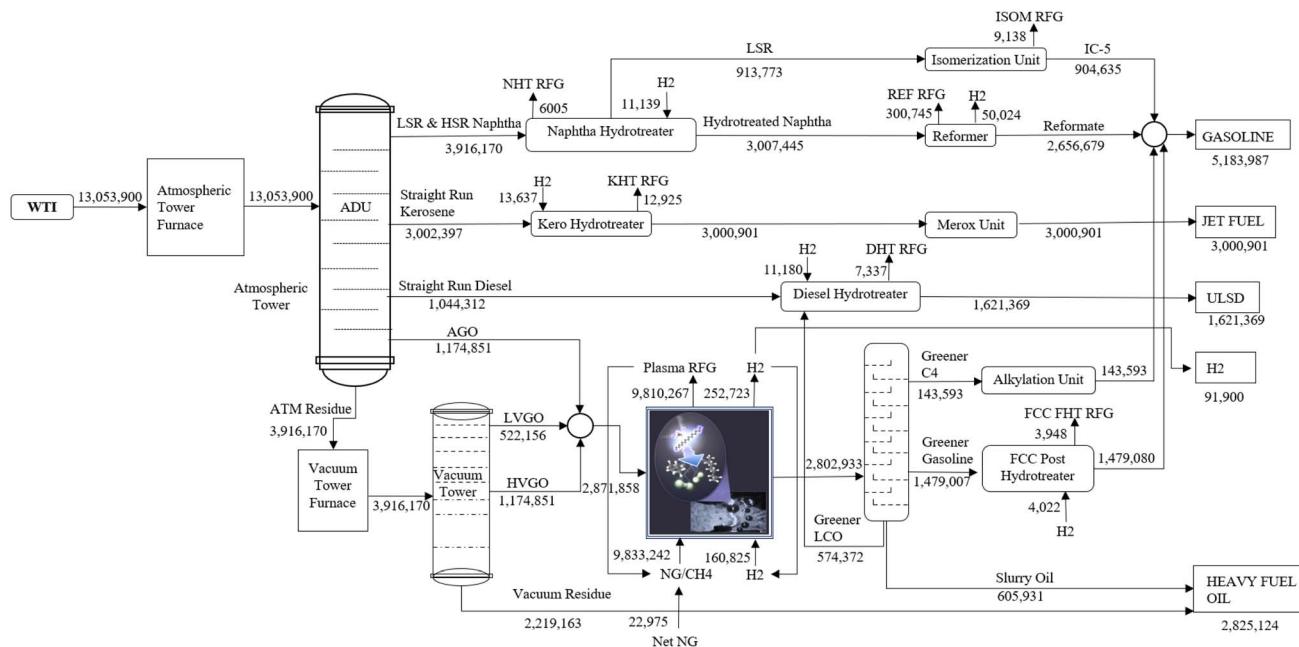 ISOM RFG
9,138
LSR
913,773
Isomerization Unit
IC-5
904,635
NHT RFG
6005
H2
11,139
REF RFG
300,745
H2
50,024
LSR & HSR Naphtha
3,916,170
Naphtha Hydrotreater
Hydrotreated Naphtha
3,007,445
Reformer
Reformate
2,656,679
GASOLINE
5,183,987
WTI
13,053,900
Atmospheric
Tower
Furnace
13,053,900
ADU
Atmospheric
Tower
Straight Run
Kerosene
3,002,397
H2
13,637
KHT RFG
12,925
Kero Hydrotreater
3,000,901
Merox Unit
3,000,901
JET FUEL
3,000,901
H2
11,180
DHT RFG
7,337
Straight Run Diesel
1,044,312
Diesel Hydrotreater
1,621,369
ULSD
1,621,369
AGO
1,174,851
Plasma RFG
9,810,267
H2
252,723
Greener
C4
143,593
Alkylation Unit
143,593
H2
91,900
ATM Residue
3,916,170
Vacuum
Tower
Furnace
3,916,170
Vacuum
Tower
LVGO
522,156
HVGO
1,174,851
2,871,858
2,802,933
Greener
Gasoline
1,479,007
FCC FHT RFG
3,948
FCC Post
Hydrotreater
1,479,080
4,022
H2
Greener
LCO
574,372
9,833,242
NG/CH4
160,825
H2
Vacuum Residue
2,219,163
22,975
Net NG
Slurry Oil
605,931
HEAVY FUEL
OIL
2,825,124